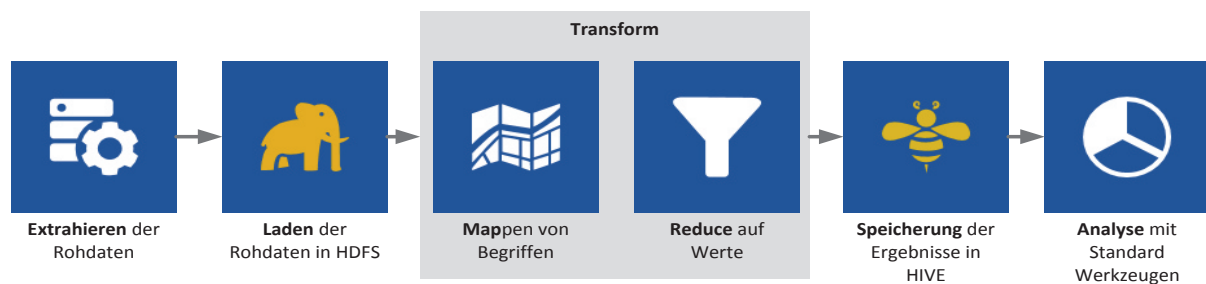 Transform
Extrahieren der
Rohdaten
Laden der
Rohdaten in HDFS
Mappen von
Begriffen
Reduce auf
Werte
Speicherung der
Ergebnisse in
HIVE
Analyse mit
Standard
Werkzeugen